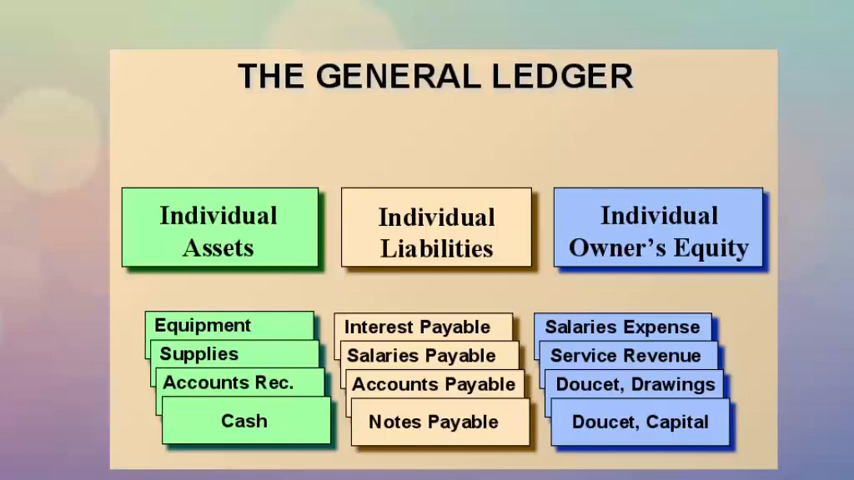 THE GENERAL LEDGER
Individual
Assets
Individual
Liabilities
Individual
Owner's Equity
Equipment
Supplies
Accounts Rec.
Cash
Interest Payable
Salaries Payable
Accounts Payable
Notes Payable
Salaries Expense
Service Revenue
Doucet, Drawings
Doucet, Capital